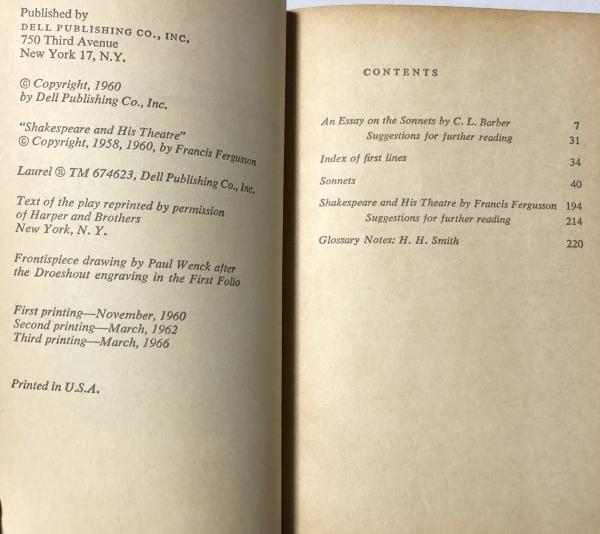 Published by
DELL PUBLISHING CO., INC.
750 Third Avenue
New York 17, N.Y.
© Copyright, 1960
by Dell Publishing Co., Inc.
"Shakespeare and His Theatre"
© Copyright, 1958, 1960, by Francis Fergusson
Laurel ® TM 674623, Dell Publishing Co., Inc.
Text of the play reprinted by permission
of Harper and Brothers
New York, N. Y.
Frontispiece drawing by Paul Wenck after
the Droeshout engraving in the First Folio
First printing—November, 1960
Second printing—March, 1962
Third printing—March, 1966
Printed in U.S.A.
CONTENTS
An Essay on the Sonnets by C. L. Barber 7
Suggestions for further reading 31
Index of first lines 34
Sonnets 40
Shakespeare and His Theatre by Francis Fergusson 194
Suggestions for further reading 214
Glossary Notes: H. H. Smith 220